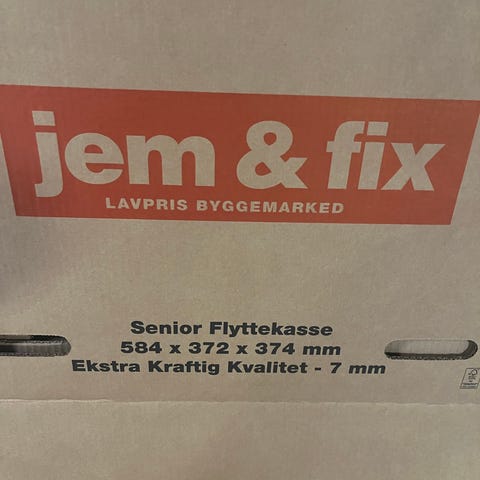 jem & fix
LAVPRIS BYGGEMARKED
Senior Flyttekasse
584 x 372 x 374 mm
Ekstra Kraftig Kvalitet - 7 mm